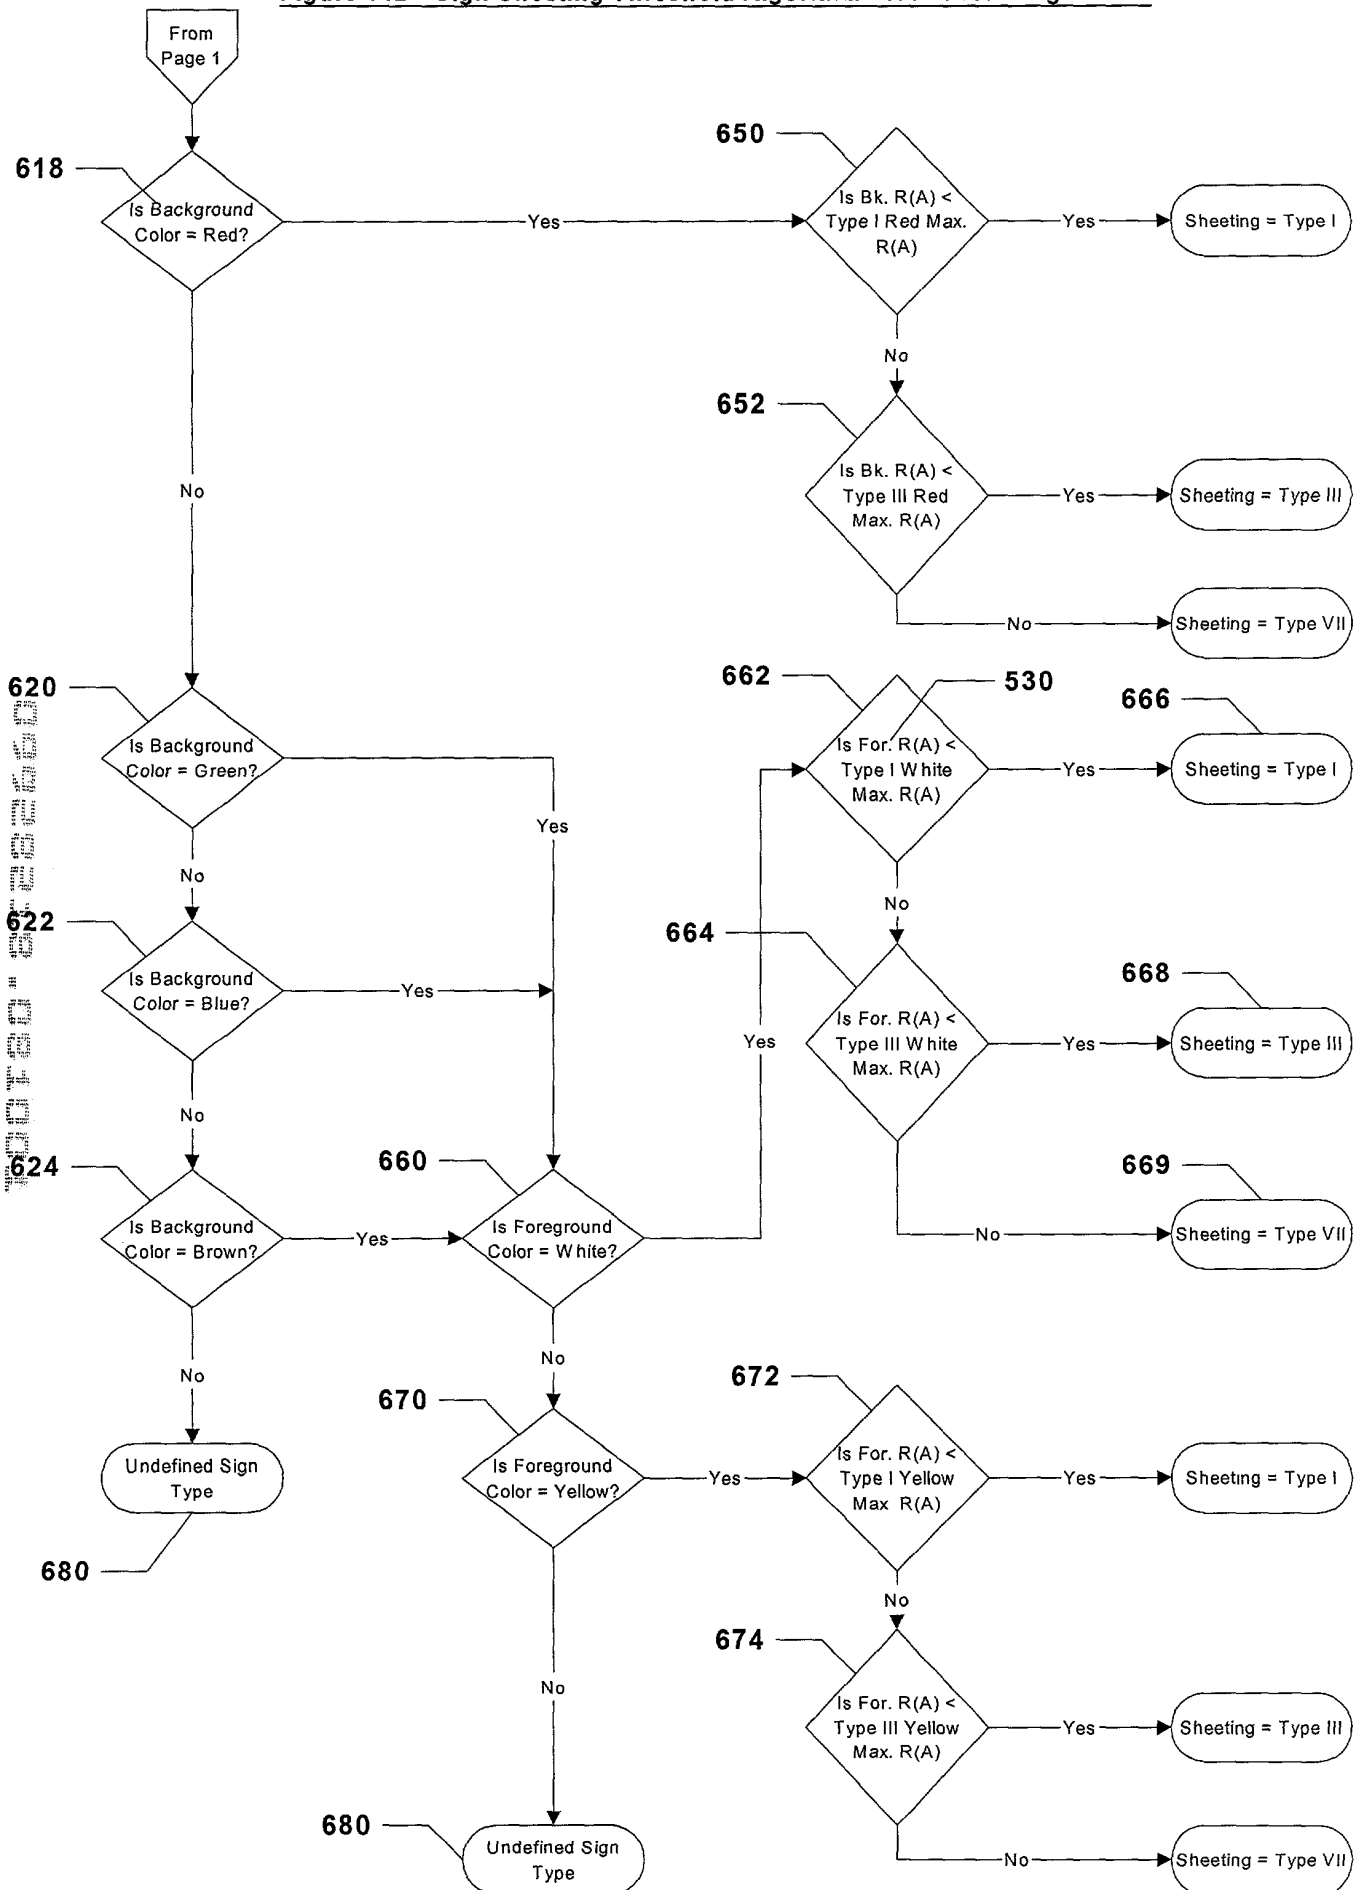 From
Page 1
618
Is Background
Color = Red?
Yes
650
Is Bk. R(A) <
Type I Red Max.
R(A)
Yes
Sheeting = Type I
No
No
652
Is Bk. R(A) <
Type III Red
Max. R(A)
Yes
Sheeting = Type III
No
Sheeting = Type VII
620
Is Background
Color = Green?
Yes
662
530
Is For. R(A) <
Type I White
Max. R(A)
Yes
666
Sheeting = Type I
No
No
622
Is Background
Color = Blue?
Yes
664
Is For. R(A) <
Type III White
Max. R(A)
Yes
668
Sheeting = Type III
Yes
No
624
Is Background
Color = Brown?
Yes
660
Is Foreground
Color = White?
No
669
Sheeting = Type VII
No
No
Undefined Sign
Type
680
670
Is Foreground
Color = Yellow?
Yes
672
Is For. R(A) <
Type I Yellow
Max R(A)
Yes
Sheeting = Type I
No
No
674
Is For. R(A) <
Type III Yellow
Max. R(A)
Yes
Sheeting = Type III
680
Undefined Sign
Type
No
Sheeting = Type VII